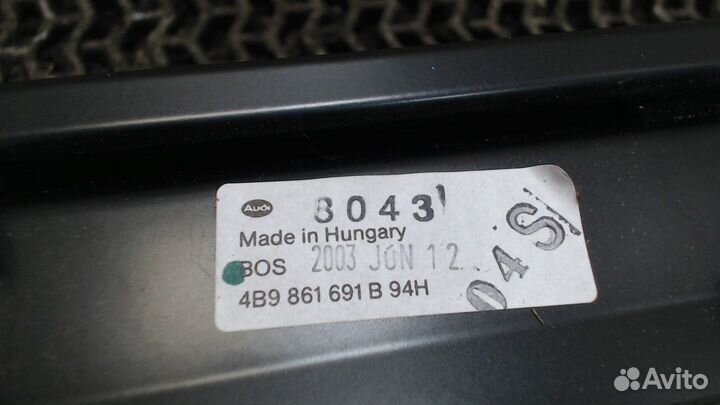 Audi
8043
Made in Hungary
BOS 2003 JUN 12
04S
4B9 861 691 B 94H
Avito